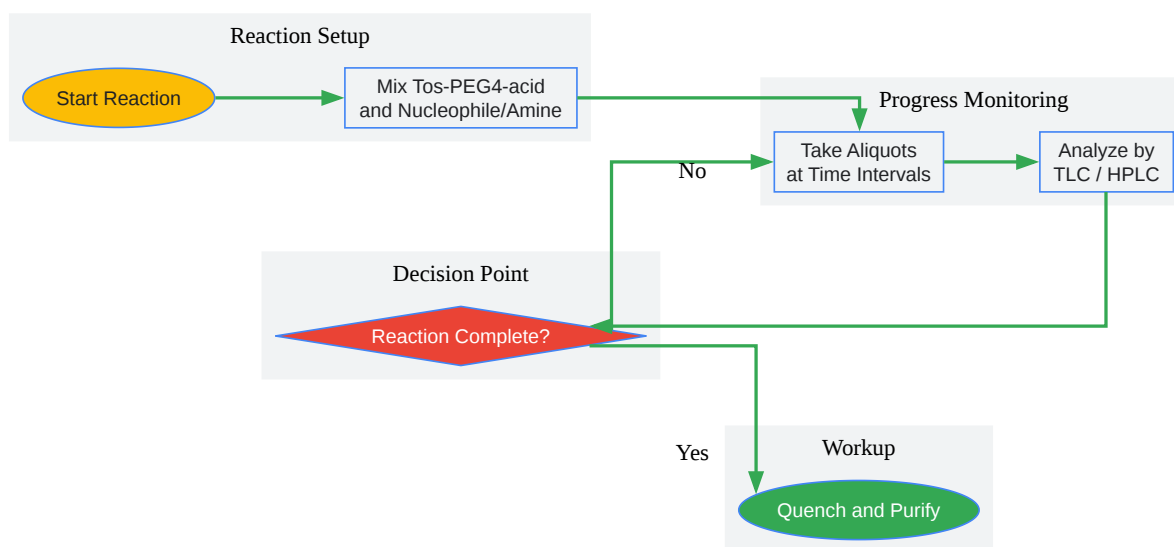 Reaction Setup
Start Reaction
Mix Tos-PEG4-acid
and Nucleophile/Amine
Progress Monitoring
Take Aliquots
at Time Intervals
Analyze by
TLC / HPLC
No
Decision Point
Reaction Complete?
Yes
Workup
Quench and Purify